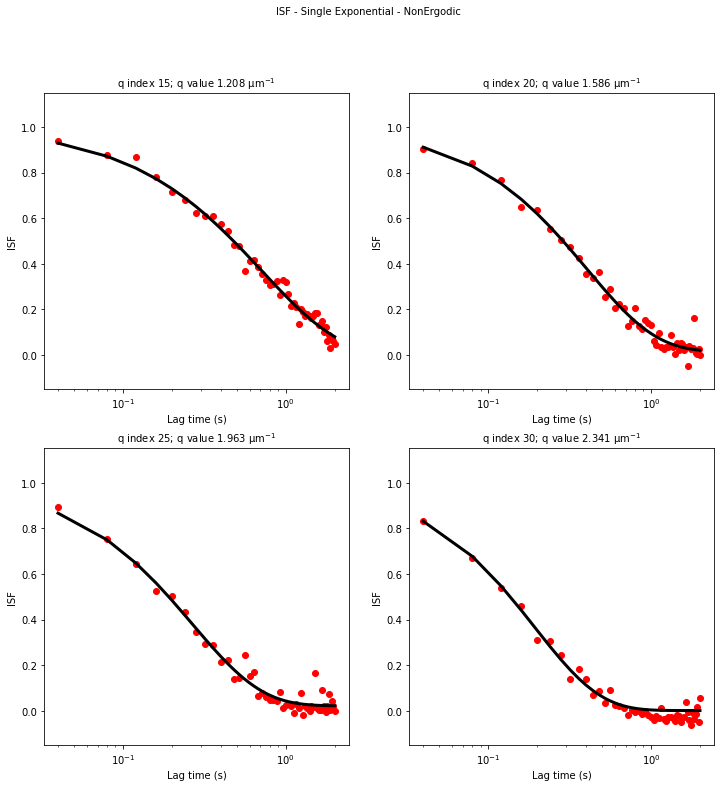 ISF - Single Exponential - NonErgodic
q index 15; q value 1.208 μm⁻¹
1.0
0.8
0.6
0.4
0.2
0.0
ISF
10⁻¹
10⁰
Lag time (s)
q index 20; q value 1.586 μm⁻¹
1.0
0.8
0.6
0.4
0.2
0.0
ISF
10⁻¹
10⁰
Lag time (s)
q index 25; q value 1.963 μm⁻¹
1.0
0.8
0.6
0.4
0.2
0.0
ISF
10⁻¹
10⁰
Lag time (s)
q index 30; q value 2.341 μm⁻¹
1.0
0.8
0.6
0.4
0.2
0.0
ISF
10⁻¹
10⁰
Lag time (s)